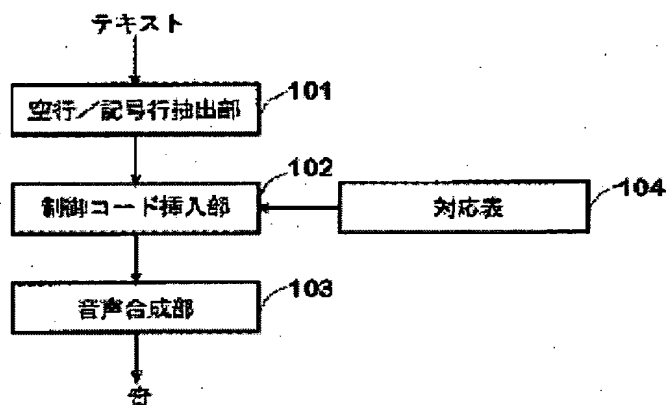 テキスト
101
空行／記号行抽出部
102
制御コード挿入部
対応表
104
103
音声合成部
音